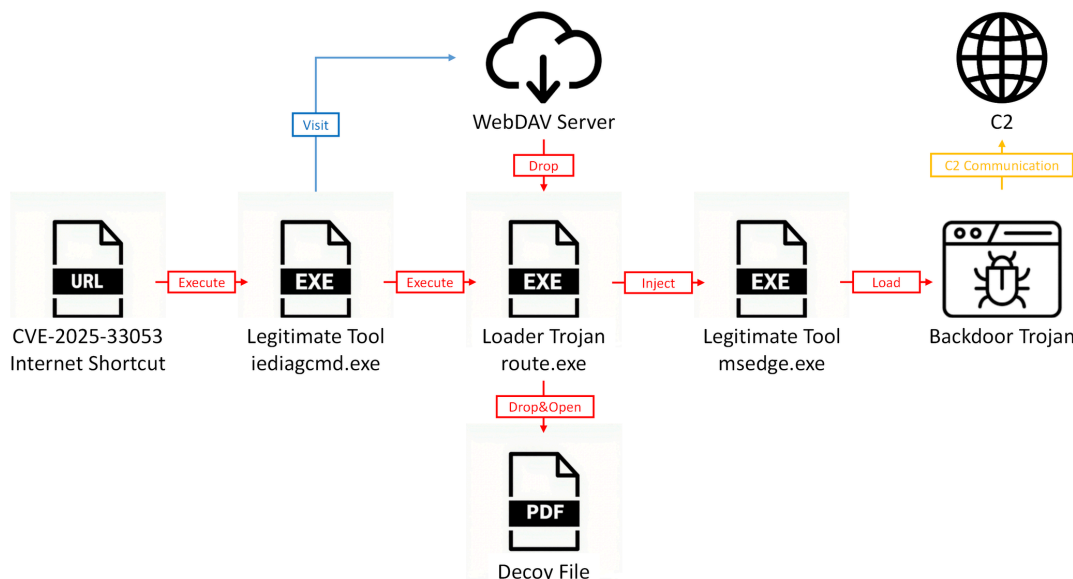 WebDAV Server
C2
Visit
Drop
C2 Communication
URL
EXE
EXE
EXE
Execute
Execute
Inject
Load
CVE-2025-33053
Internet Shortcut
Legitimate Tool
iediagcmd.exe
Loader Trojan
route.exe
Legitimate Tool
msedge.exe
Backdoor Trojan
Drop&Open
PDF
Decoy File